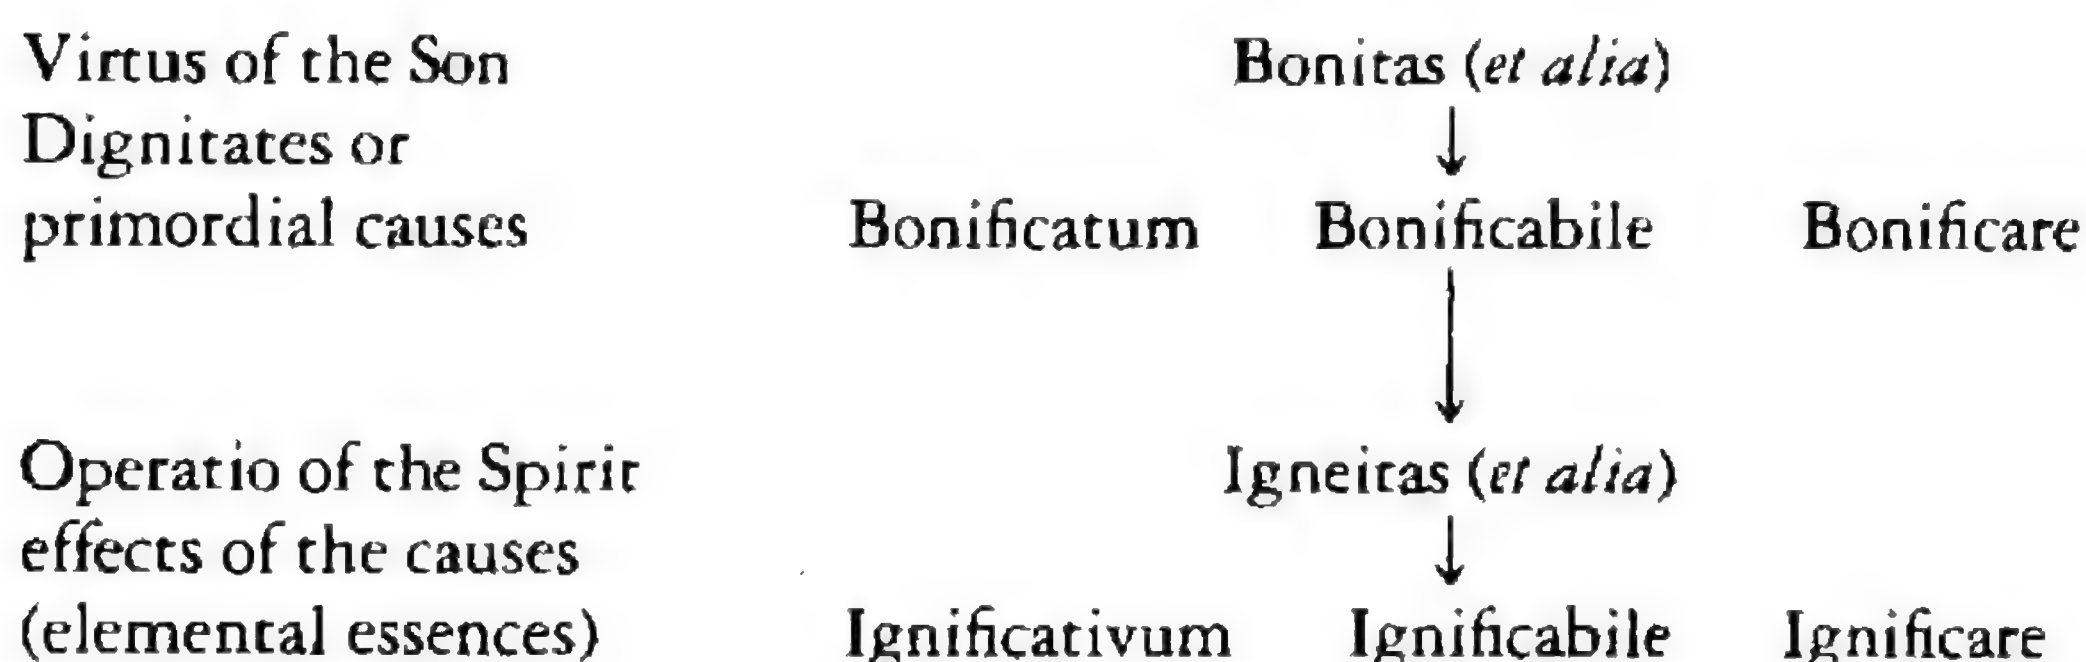 Virtus of the Son Bonitas (et alia)
Dignitates or
primordial causes Bonificatum Bonificabile Bonificare
Operatio of the Spirit Igneitas (et alia)
effects of the causes
(elemental essences) Ignificativum Ignificabile Ignificare